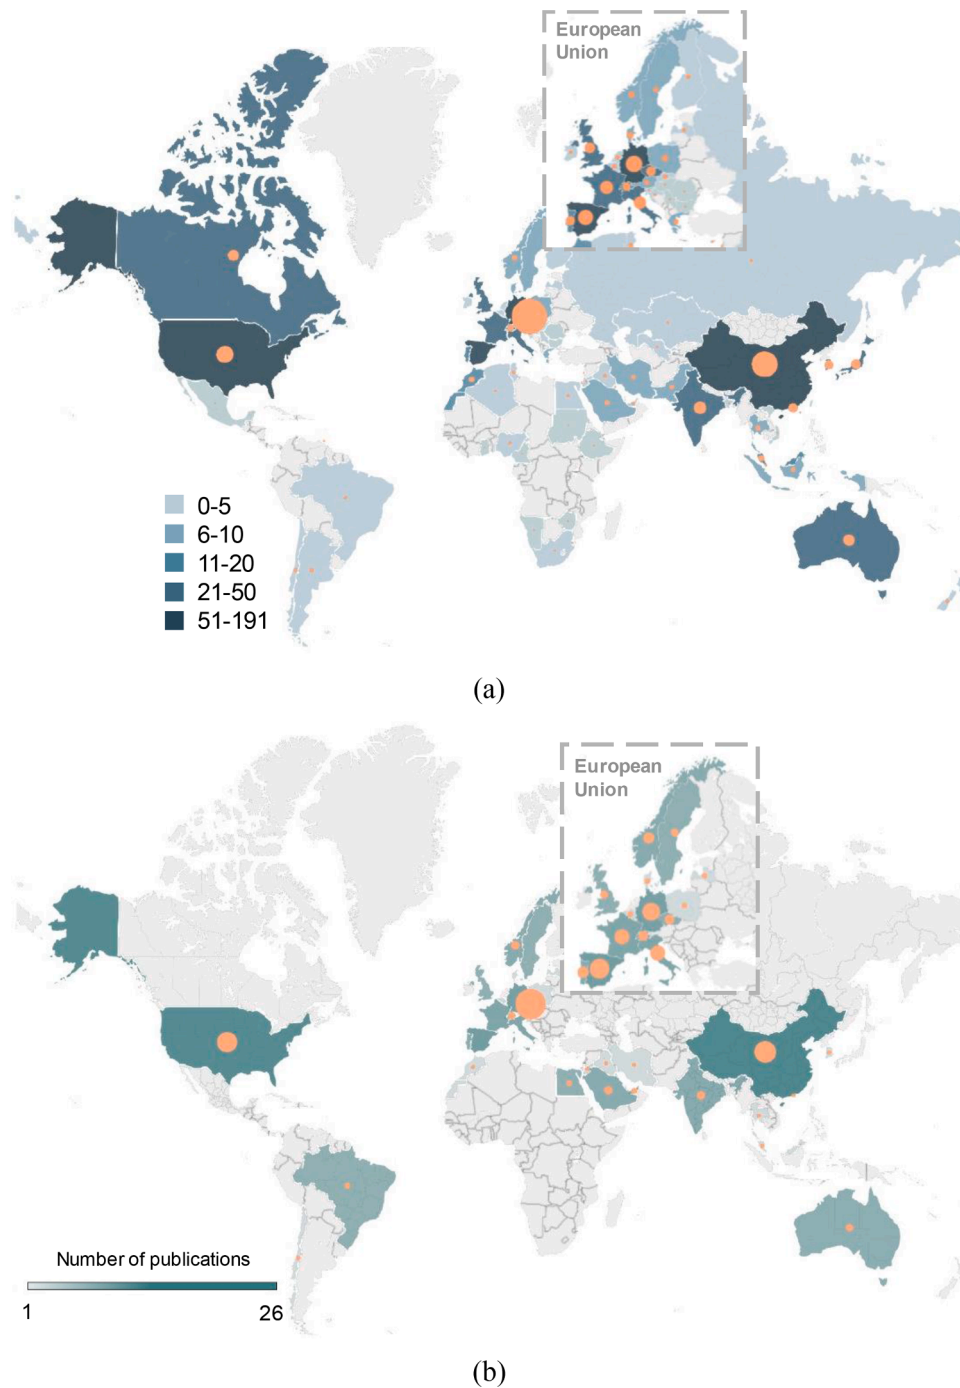 European
Union
0-5
6-10
11-20
21-50
51-191
(a)
European
Union
Number of publications
1
26
(b)